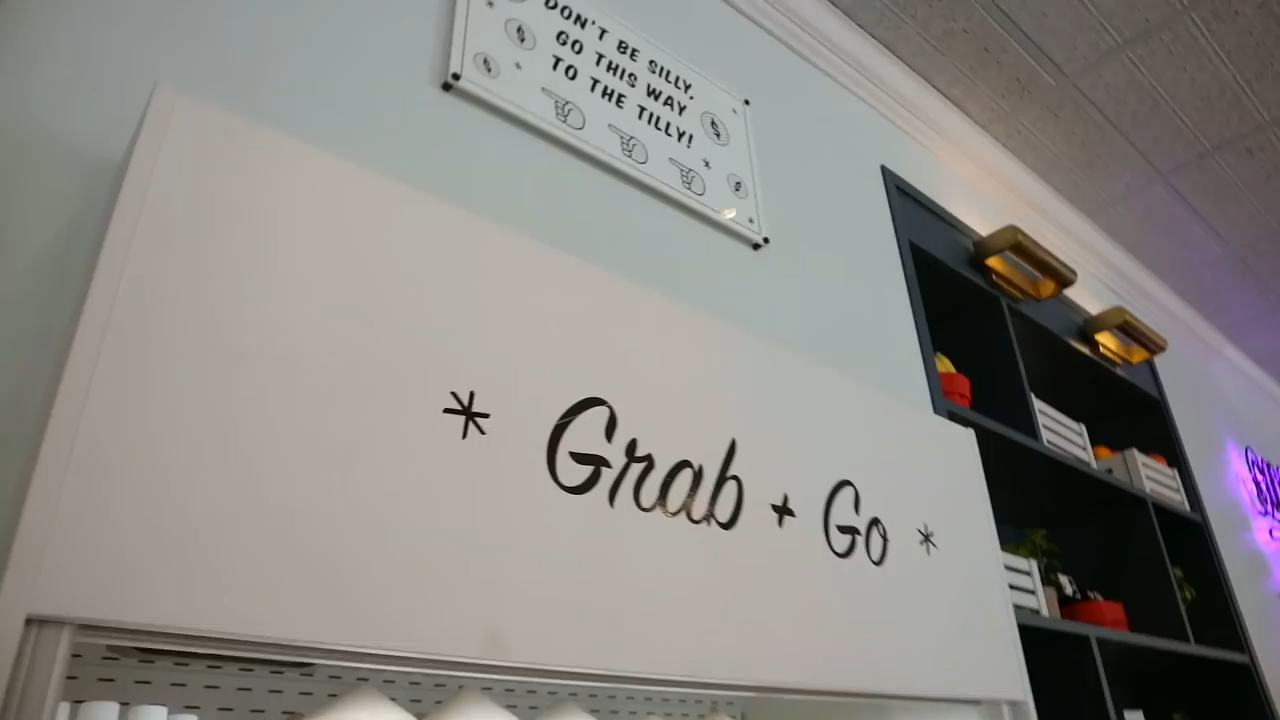 DON'T BE SILLY,
GO THIS WAY
TO THE TILLY!
* Grab + Go *